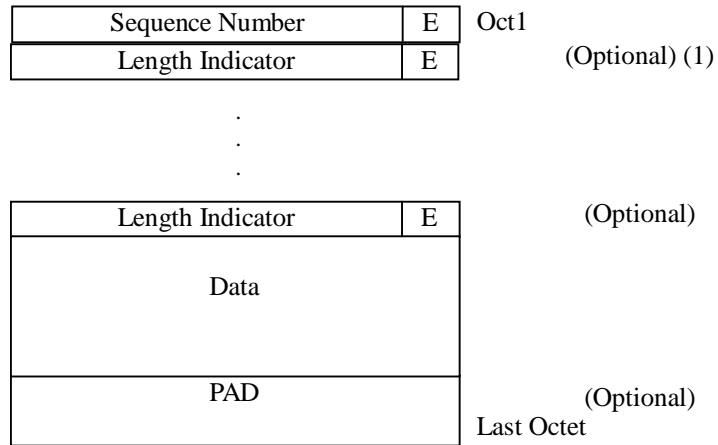 Sequence Number E Oct1
Length Indicator E (Optional) (1)
.
.
.
Length Indicator E (Optional)
Data
PAD (Optional)
Last Octet